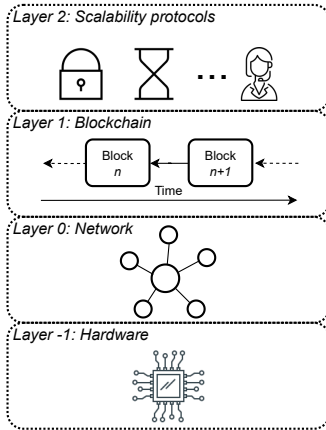 Layer 2: Scalability protocols
...
Layer 1: Blockchain
Block
n
Block
n+1
Time
Layer 0: Network
Layer -1: Hardware